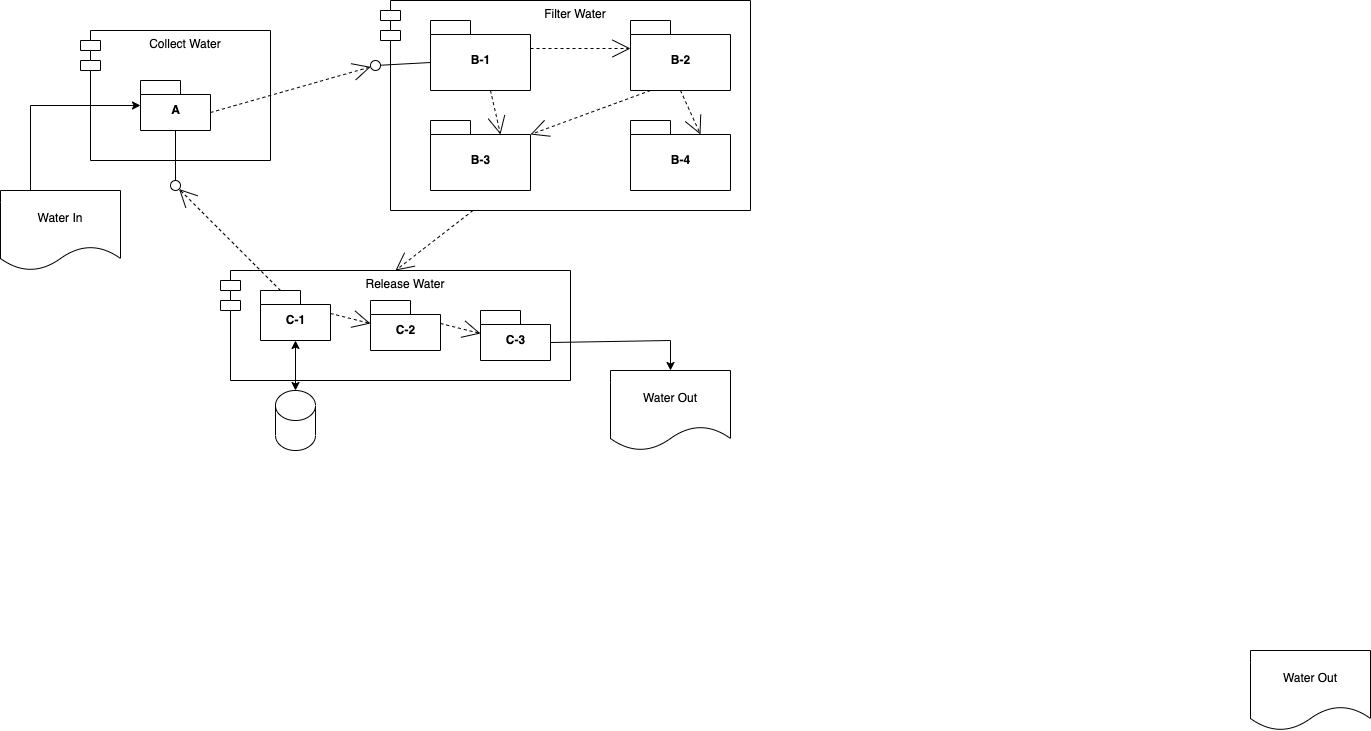 Filter Water
Collect Water
B-1
B-2
A
B-3
B-4
Water In
Release Water
C-1
C-2
C-3
Water Out
Water Out